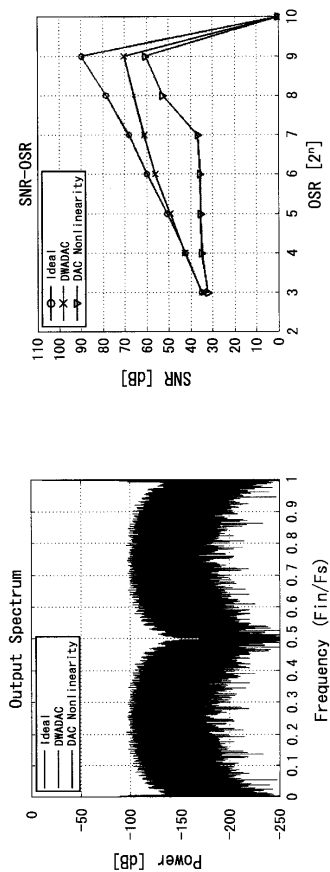 Output Spectrum
Ideal
DWADAC
DAC Nonlinearity
Power [dB]
0
-50
-100
-150
-200
-250
0 0.1 0.2 0.3 0.4 0.5 0.6 0.7 0.8 0.9 1
Frequency (Fin/Fs)
SNR-OSR
Ideal
DWADAC
DAC Nonlinearity
SNR [dB]
100
90
80
70
60
50
40
30
20
10
0
2 3 4 5 6 7 8 9 10
OSR [2ⁿ]